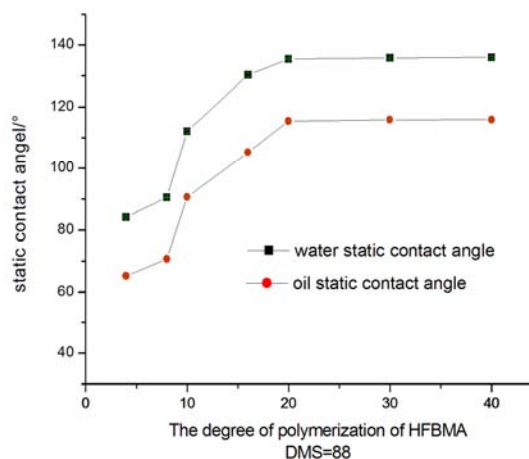 140
120
100
80
60
40
static contact angel/°
water static contact angle
oil static contact angle
0
10
20
30
40
The degree of polymerization of HFBMA
DMS=88